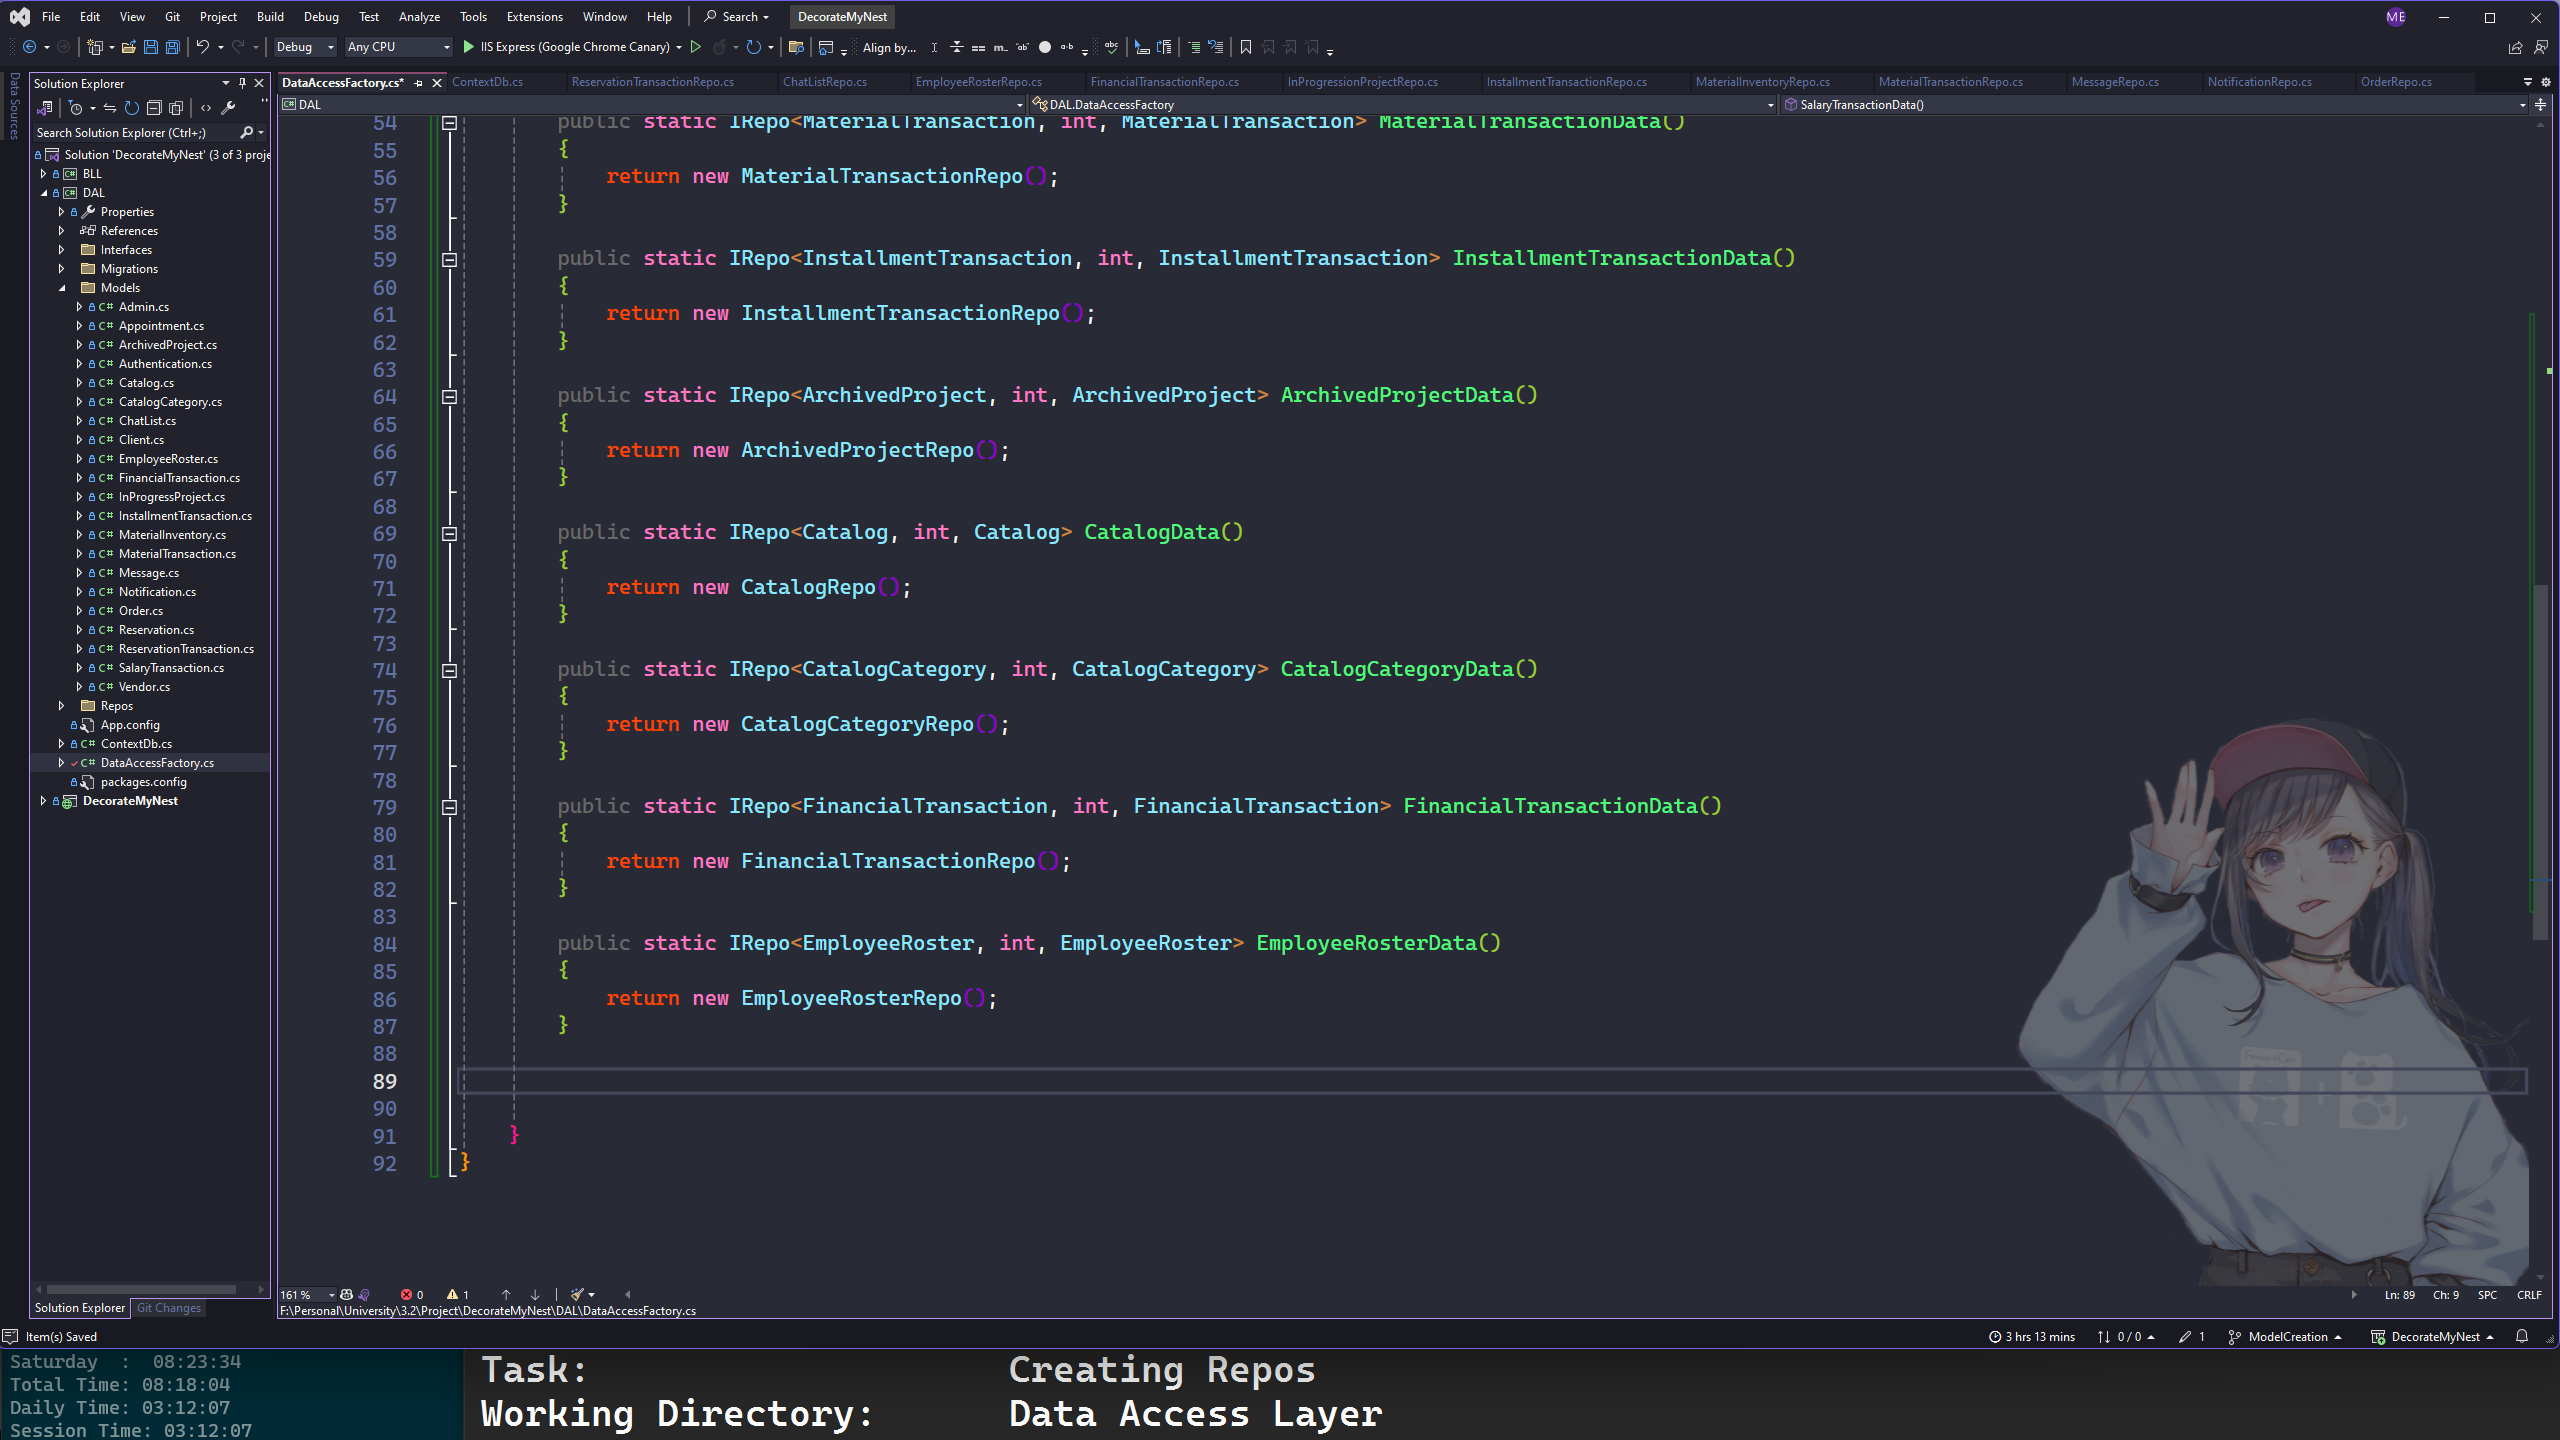 File Edit View Git Project Build Debug Test Analyze Tools Extensions Window Help Search DecorateMyNest ME
Debug Any CPU IIS Express (Google Chrome Canary) Align by...
Data Sources
Solution Explorer
Search Solution Explorer (Ctrl+;)
Solution 'DecorateMyNest' (3 of 3 proje
BLL
DAL
Properties
References
Interfaces
Migrations
Models
C# Admin.cs
C# Appointment.cs
C# ArchivedProject.cs
C# Authentication.cs
C# Catalog.cs
C# CatalogCategory.cs
C# ChatList.cs
C# Client.cs
C# EmployeeRoster.cs
C# FinancialTransaction.cs
C# InProgressProject.cs
C# InstallmentTransaction.cs
C# MaterialInventory.cs
C# MaterialTransaction.cs
C# Message.cs
C# Notification.cs
C# Order.cs
C# Reservation.cs
C# ReservationTransaction.cs
C# SalaryTransaction.cs
C# Vendor.cs
Repos
App.config
C# ContextDb.cs
C# DataAccessFactory.cs
packages.config
DecorateMyNest
Solution Explorer Git Changes
DataAccessFactory.cs* ContextDb.cs ReservationTransactionRepo.cs ChatListRepo.cs EmployeeRosterRepo.cs FinancialTransactionRepo.cs InProgressionProjectRepo.cs InstallmentTransactionRepo.cs MaterialInventoryRepo.cs MaterialTransactionRepo.cs MessageRepo.cs NotificationRepo.cs OrderRepo.cs
DAL DAL.DataAccessFactory SalaryTransactionData()
54 public static IRepo<MaterialTransaction, int, MaterialTransaction> MaterialTransactionData()
55 {
56 return new MaterialTransactionRepo();
57 }
58
59 public static IRepo<InstallmentTransaction, int, InstallmentTransaction> InstallmentTransactionData()
60 {
61 return new InstallmentTransactionRepo();
62 }
63
64 public static IRepo<ArchivedProject, int, ArchivedProject> ArchivedProjectData()
65 {
66 return new ArchivedProjectRepo();
67 }
68
69 public static IRepo<Catalog, int, Catalog> CatalogData()
70 {
71 return new CatalogRepo();
72 }
73
74 public static IRepo<CatalogCategory, int, CatalogCategory> CatalogCategoryData()
75 {
76 return new CatalogCategoryRepo();
77 }
78
79 public static IRepo<FinancialTransaction, int, FinancialTransaction> FinancialTransactionData()
80 {
81 return new FinancialTransactionRepo();
82 }
83
84 public static IRepo<EmployeeRoster, int, EmployeeRoster> EmployeeRosterData()
85 {
86 return new EmployeeRosterRepo();
87 }
88
89
90
91 }
92 }
161 % 0 1 Ln: 89 Ch: 9 SPC CRLF
F:\Personal\University\3.2\Project\DecorateMyNest\DAL\DataAccessFactory.cs
Item(s) Saved 3 hrs 13 mins 0 / 0 1 ModelCreation DecorateMyNest
Saturday : 08:23:34
Total Time: 08:18:04
Daily Time: 03:12:07
Session Time: 03:12:07
Task: Creating Repos
Working Directory: Data Access Layer